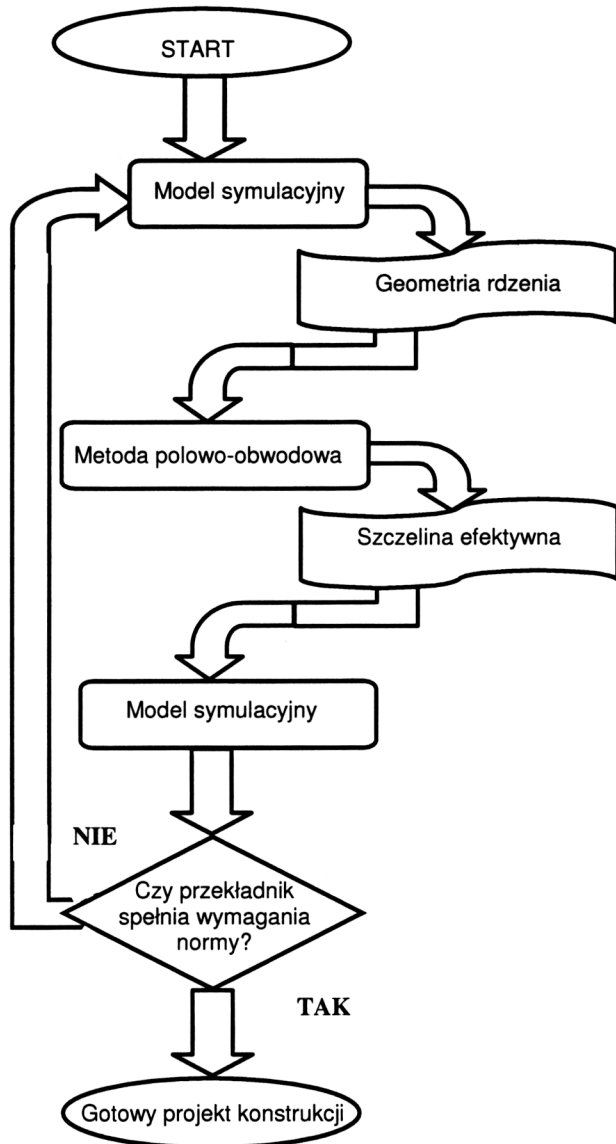 START
Model symulacyjny
Geometria rdzenia
Metoda polowo-obwodowa
Szczelina efektywna
Model symulacyjny
NIE
Czy przekładnik
spełnia wymagania
normy?
TAK
Gotowy projekt konstrukcji